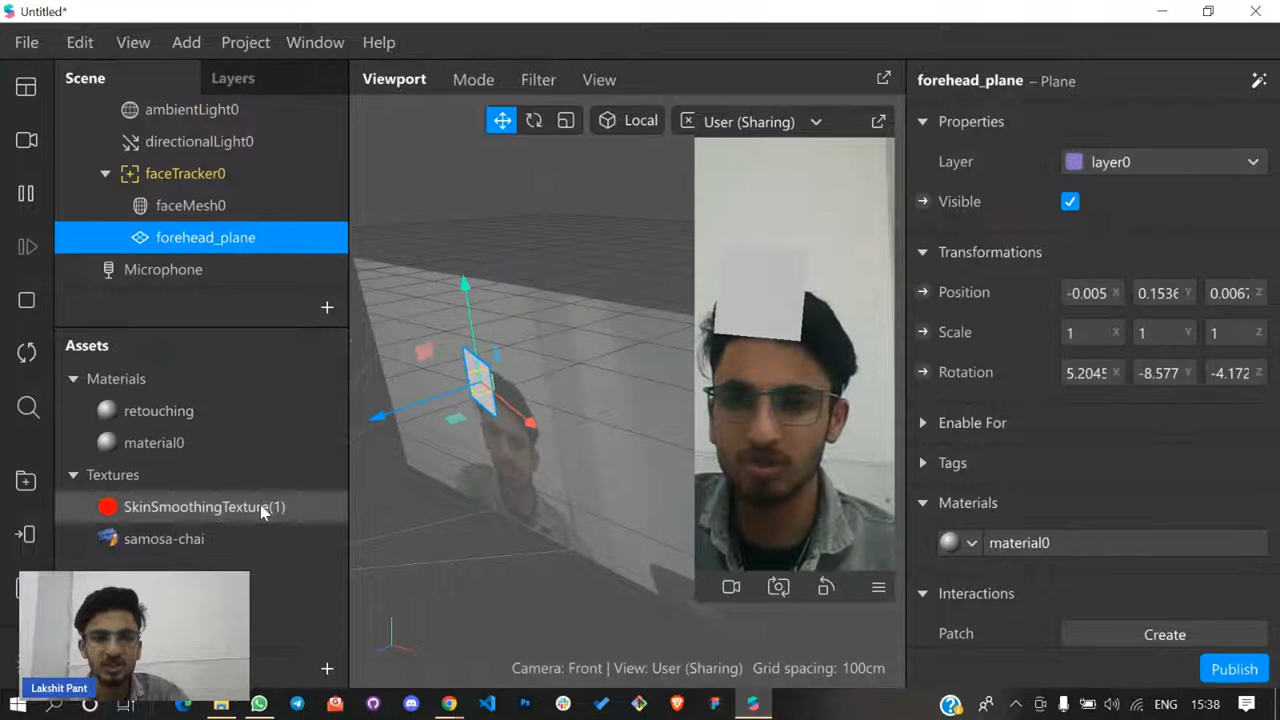 Untitled*
File Edit View Add Project Window Help
Scene Layers
ambientLight0
directionalLight0
faceTracker0
faceMesh0
forehead_plane
Microphone
+
Assets
Materials
retouching
material0
Textures
SkinSmoothingTexture(1)
samosa-chai
+
Lakshit Pant
Viewport Mode Filter View
Local
User (Sharing)
Camera: Front | View: User (Sharing) Grid spacing: 100cm
forehead_plane – Plane
Properties
Layer layer0
Visible
Transformations
Position -0.005 X 0.1536 Y 0.0067 Z
Scale 1 X 1 Y 1 Z
Rotation 5.2045 X -8.577 Y -4.172 Z
Enable For
Tags
Materials
material0
Interactions
Patch Create
Publish
ENG 15:38